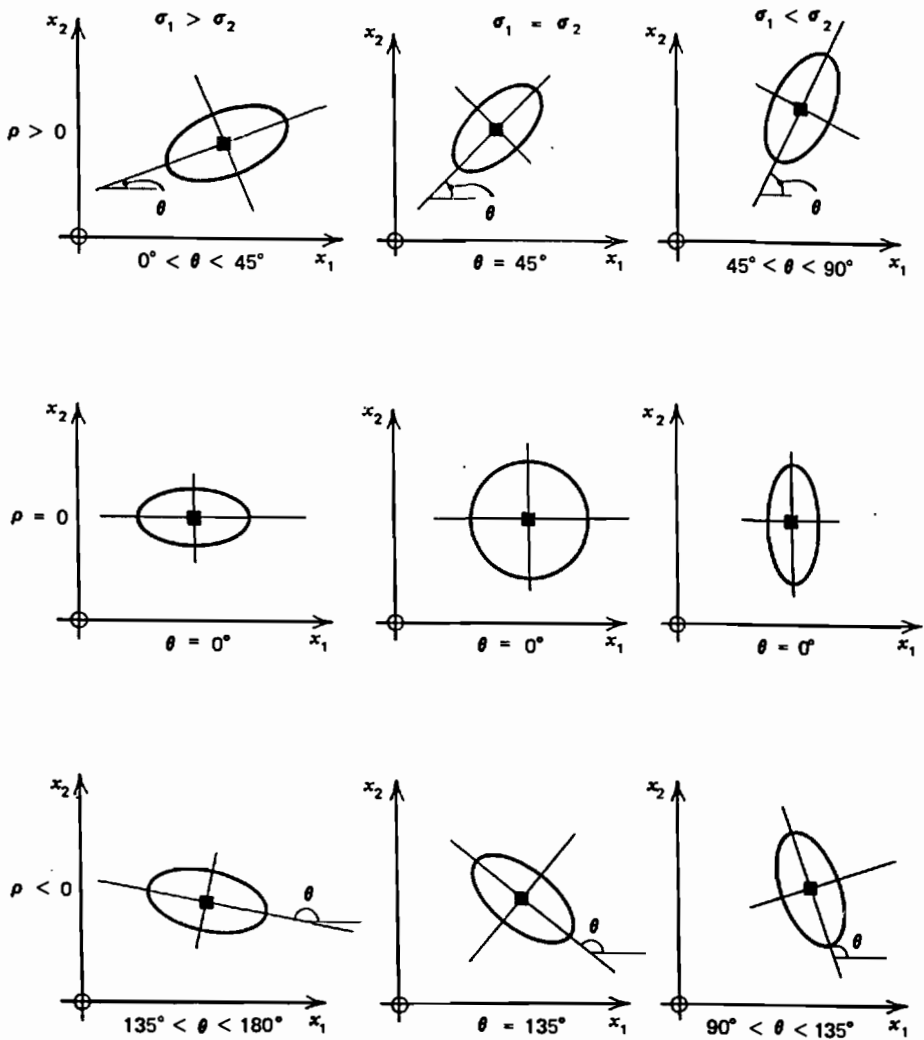 σ₁ > σ₂
σ₁ = σ₂
σ₁ < σ₂
x₂
x₂
x₂
ρ > 0
θ
θ
θ
0° < θ < 45°
x₁
θ = 45°
x₁
45° < θ < 90°
x₁
x₂
x₂
x₂
ρ = 0
θ = 0°
x₁
θ = 0°
x₁
θ = 0°
x₁
x₂
x₂
x₂
ρ < 0
θ
θ
θ
135° < θ < 180°
x₁
θ = 135°
x₁
90° < θ < 135°
x₁